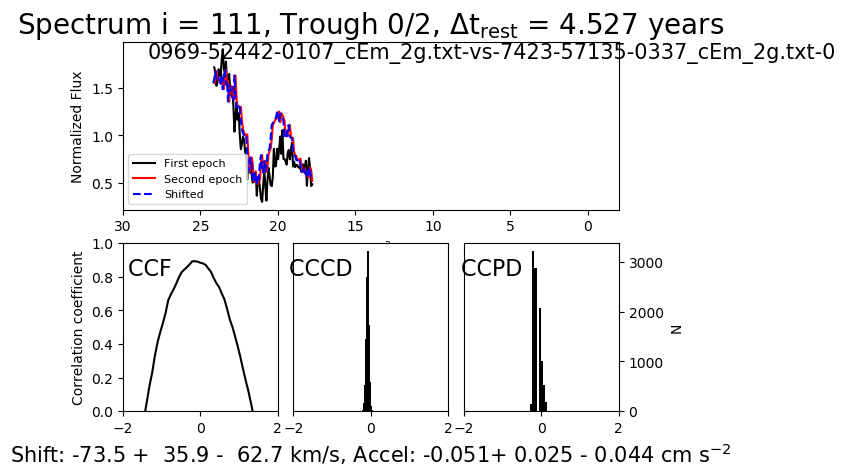 Spectrum i = 111, Trough 0/2, Δt_rest = 4.527 years
0969-52442-0107_cEm_2g.txt-vs-7423-57135-0337_cEm_2g.txt-0
Normalized Flux
1.5
1.0
0.5
First epoch
Second epoch
Shifted
30 25 20 15 10 5 0
Correlation coefficient
1.0
0.8
0.6
0.4
0.2
0.0
CCF
−2 0 2
CCCD
−2 0 2
CCPD
−2 0 2
3000
2000
1000
0
N
Shift: -73.5 + 35.9 - 62.7 km/s, Accel: -0.051+ 0.025 - 0.044 cm s⁻²